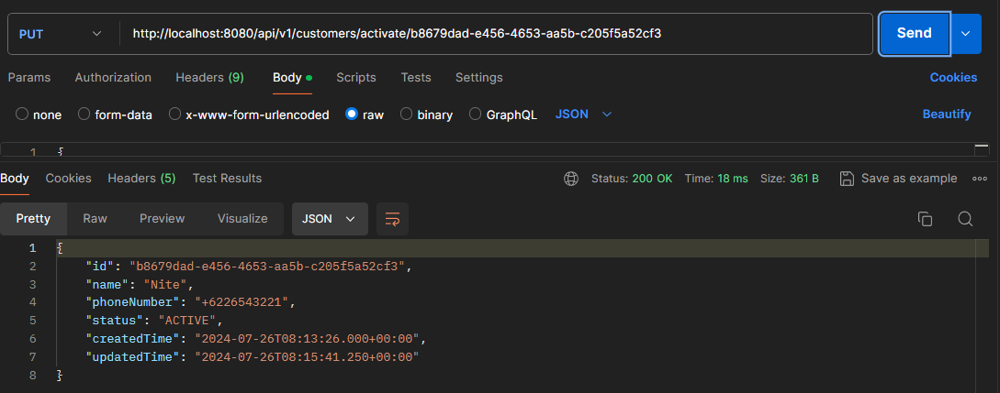 PUT http://localhost:8080/api/v1/customers/activate/b8679dad-e456-4653-aa5b-c205f5a52cf3 Send
Params Authorization Headers (9) Body Scripts Tests Settings Cookies
none form-data x-www-form-urlencoded raw binary GraphQL JSON Beautify
1 {
Body Cookies Headers (5) Test Results Status: 200 OK Time: 18 ms Size: 361 B Save as example
Pretty Raw Preview Visualize JSON
1 {
2 "id": "b8679dad-e456-4653-aa5b-c205f5a52cf3",
3 "name": "Nite",
4 "phoneNumber": "+6226543221",
5 "status": "ACTIVE",
6 "createdTime": "2024-07-26T08:13:26.000+00:00",
7 "updatedTime": "2024-07-26T08:15:41.250+00:00"
8 }